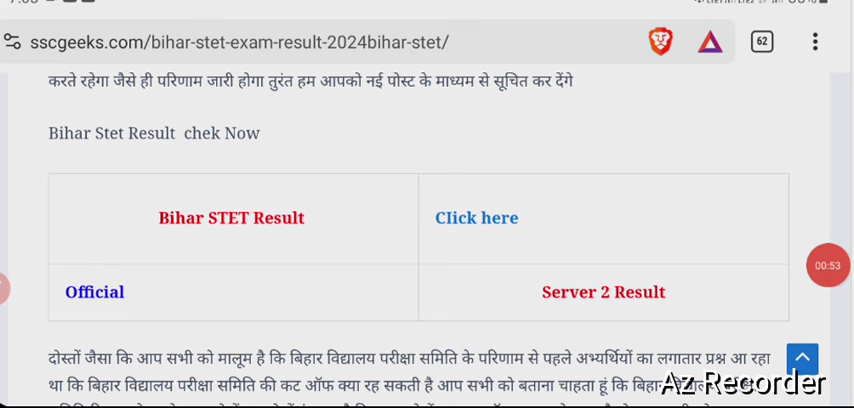 62
sscgeeks.com/bihar-stet-exam-result-2024bihar-stet/
करते रहेगा जैसे ही परिणाम जारी होगा तुरंत हम आपको नई पोस्ट के माध्यम से सूचित कर देंगे
Bihar Stet Result chek Now
Bihar STET Result
CIick here
00:53
Official
Server 2 Result
दोस्तों जैसा कि आप सभी को मालूम है कि बिहार विद्यालय परीक्षा समिति के परिणाम से पहले अभ्यर्थियों का लगातार प्रश्न आ रहा
था कि बिहार विद्यालय परीक्षा समिति की कट ऑफ क्या रह सकती है आप सभी को बताना चाहता हूं कि बिहार
Az Recorder